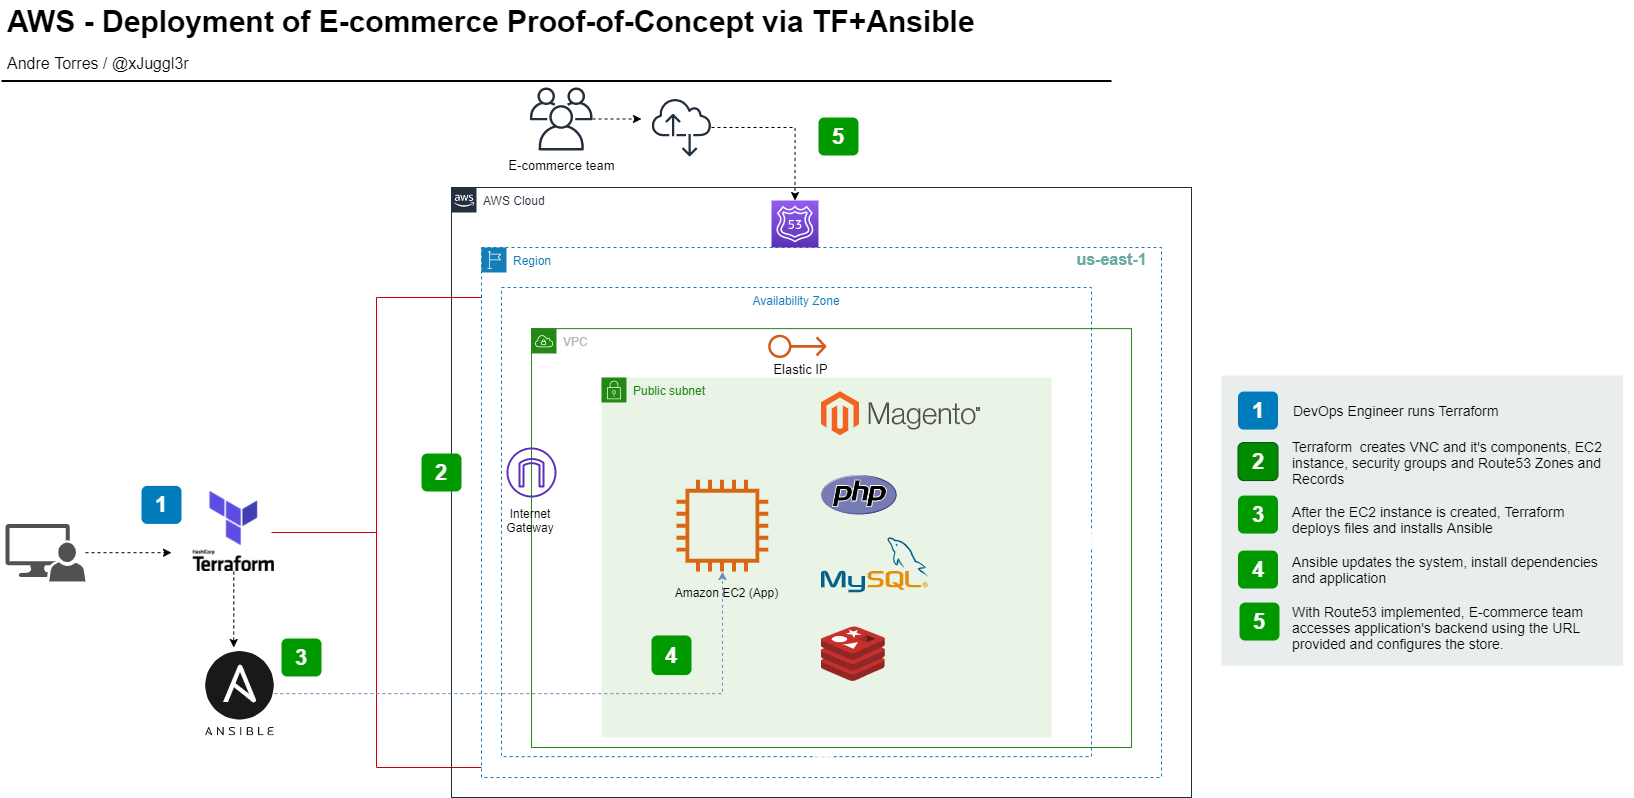 AWS - Deployment of E-commerce Proof-of-Concept via TF+Ansible
Andre Torres / @xJuggl3r
E-commerce team
5
aws
AWS Cloud
53
Region
us-east-1
Availability Zone
VPC
Elastic IP
Public subnet
Magento
2
Internet
Gateway
php
1
HashiCorp
Terraform
MySQL®
Amazon EC2 (App)
3
4
ANSIBLE
1
DevOps Engineer runs Terraform
2
Terraform  creates VNC and it's components, EC2
instance, security groups and Route53 Zones and
Records
3
After the EC2 instance is created, Terraform
deploys files and installs Ansible
4
Ansible updates the system, install dependencies
and application
5
With Route53 implemented, E-commerce team
accesses application's backend using the URL
provided and configures the store.